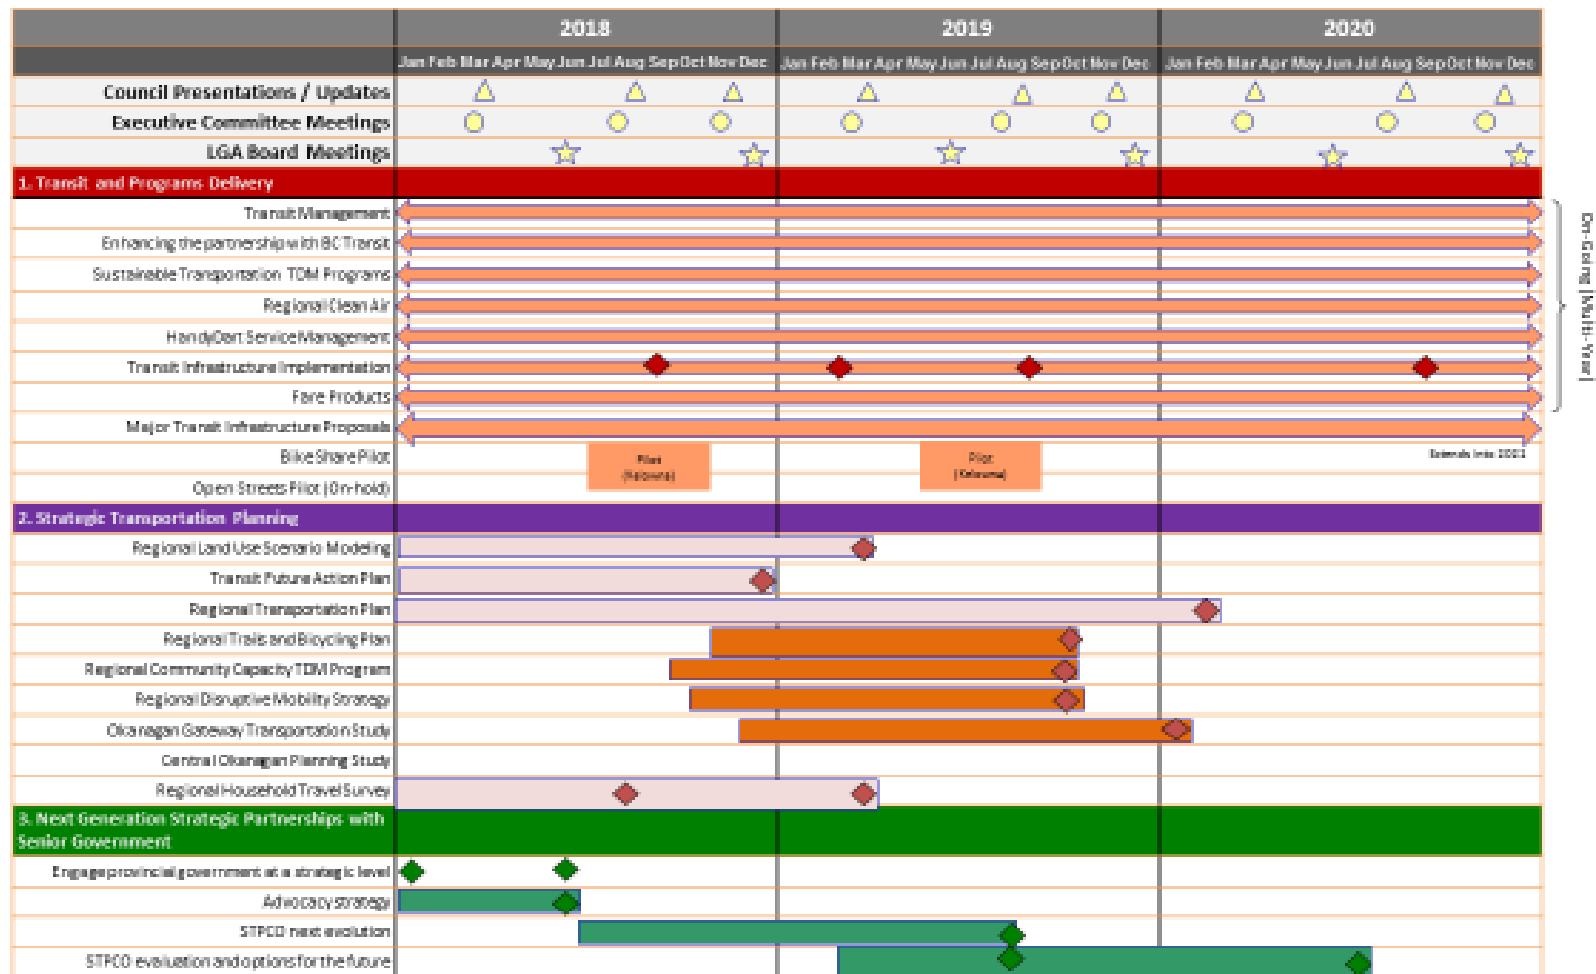 2018 2019 2020
Jan Feb Mar Apr May Jun Jul Aug Sep Oct Nov Dec Jan Feb Mar Apr May Jun Jul Aug Sep Oct Nov Dec Jan Feb Mar Apr May Jun Jul Aug Sep Oct Nov Dec
Council Presentations / Updates
Executive Committee Meetings
LGA Board Meetings
1. Transit and Programs Delivery
Transit Management
Enhancing the partnership with BC Transit
Sustainable Transportation TDM Programs
Regional Clean Air
HandyDart Service Management
Transit Infrastructure Implementation
Fare Products
Major Transit Infrastructure Proposals
On-Going (Multi-Year)
Bike Share Pilot
Pilot
(Kelowna)
Pilot
(Kelowna)
Extends Into
Open Streets Pilot (On-hold)
2. Strategic Transportation Planning
Regional Land Use Scenario Modeling
Transit Future Action Plan
Regional Transportation Plan
Regional Trails and Bicycling Plan
Regional Community Capacity TDM Program
Regional Disruptive Mobility Strategy
Okanagan Gateway Transportation Study
Central Okanagan Planning Study
Regional Household Travel Survey
3. Next Generation Strategic Partnerships with
Senior Government
Engage provincial government at a strategic level
Advocacy strategy
STPCO next evolution
STPCO evaluation and options for the future